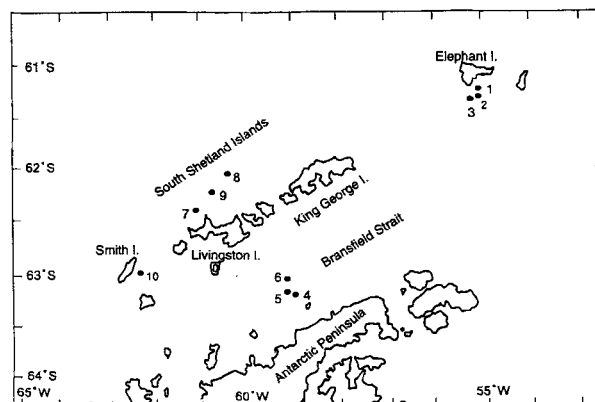 61°S
Elephant I.
1
2
3
South Shetland Islands
62°S
8
9
7
King George I.
Bransfield Strait
Smith I.
10
Livingston I.
63°S
6
5
4
Antarctic Peninsula
64°S
65°W
60°W
55°W